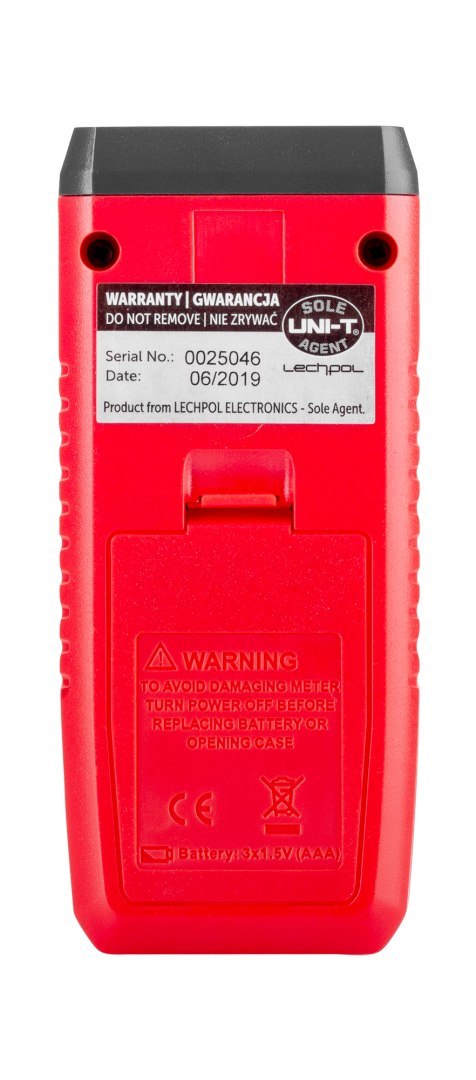 WARRANTY | GWARANCJA
DO NOT REMOVE | NIE ZRYWAĆ
SOLE
UNI-T®
AGENT
Lechpol
Serial No.: 0025046
Date: 06/2019
Product from LECHPOL ELECTRONICS - Sole Agent.
WARNING
TO AVOID DAMAGING METER
TURN POWER OFF BEFORE
REPLACING BATTERY OR
OPENING CASE
CE
Battery: 3x1.5V (AAA)